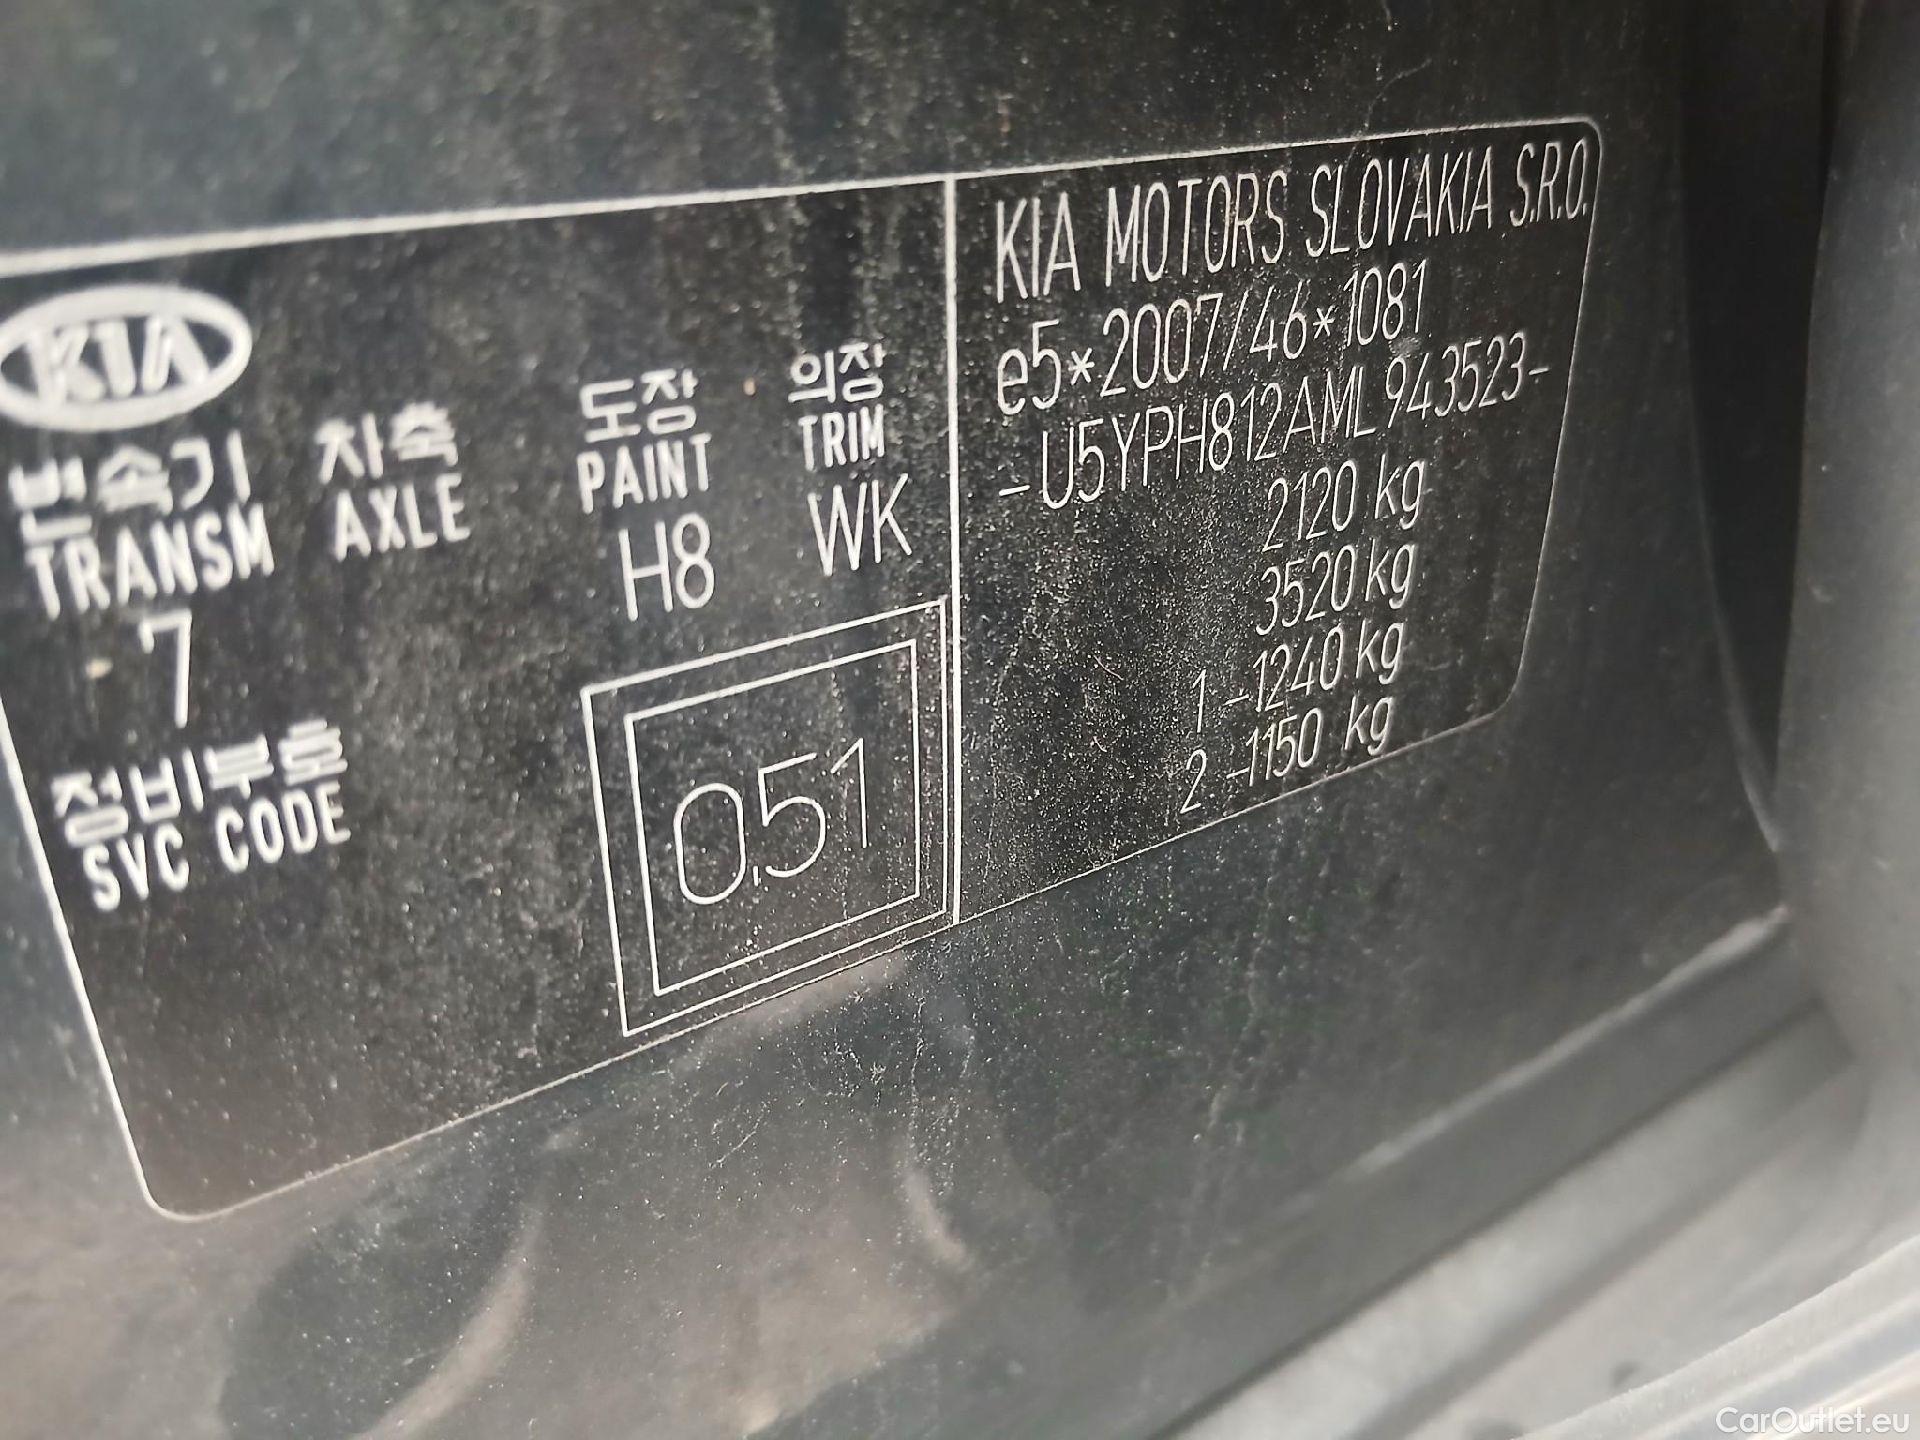 KIA
변속기 차축 도장 의장
TRANSM AXLE PAINT TRIM
7 H8 WK
정비부호
SVC CODE
0.51
KIA MOTORS SLOVAKIA S.R.O.
e5*2007/46*1081
-U5YPH812AML943523-
2120 kg
3520 kg
1 -1240 kg
2 -1150 kg
CarOutlet.eu